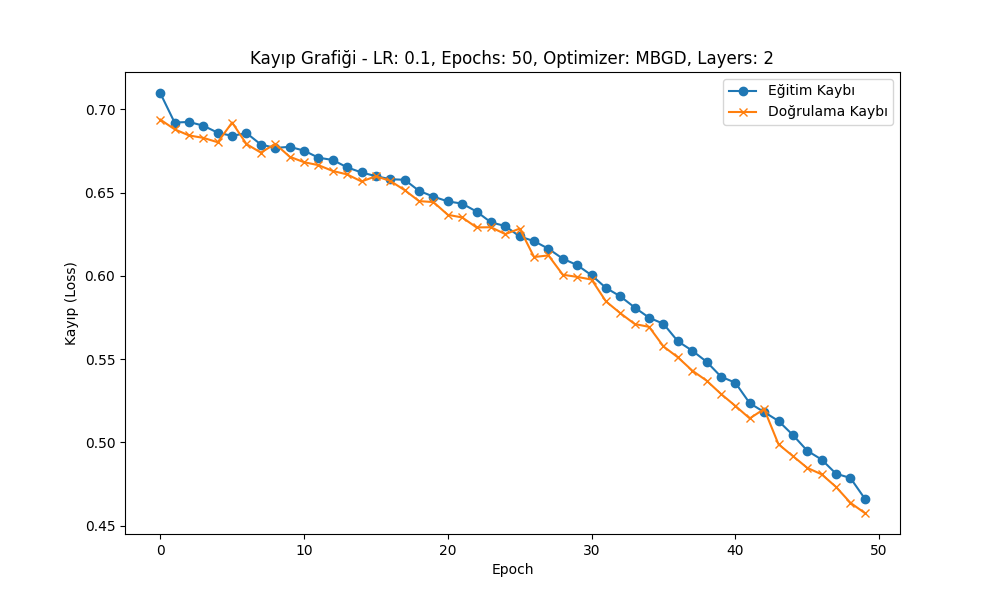 Kayıp Grafiği - LR: 0.1, Epochs: 50, Optimizer: MBGD, Layers: 2
Eğitim Kaybı
Doğrulama Kaybı
Kayıp (Loss)
0.70
0.65
0.60
0.55
0.50
0.45
0 10 20 30 40 50
Epoch